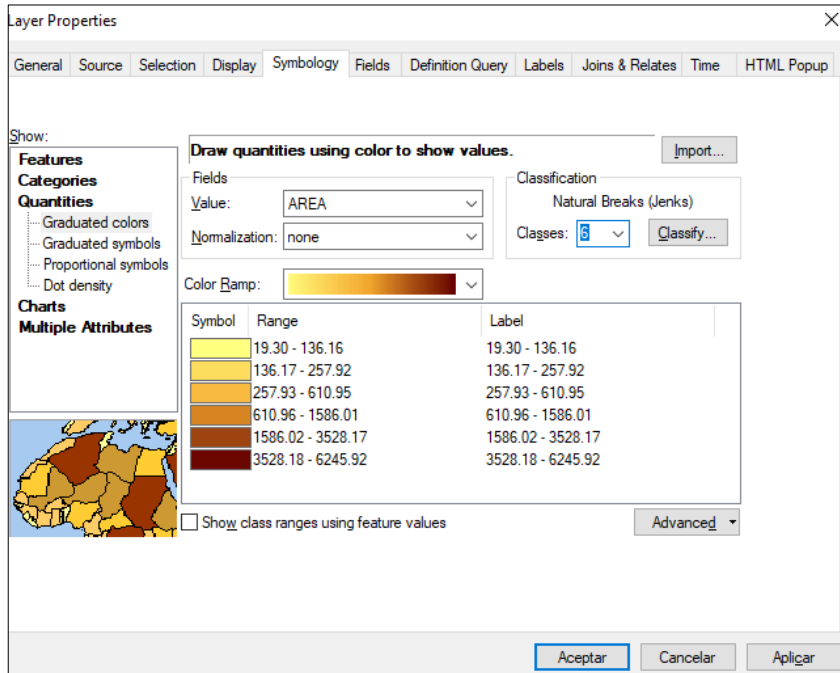 Layer Properties
General Source Selection Display Symbology Fields Definition Query Labels Joins & Relates Time HTML Popup
Show:
Features
Categories
Quantities
Graduated colors
Graduated symbols
Proportional symbols
Dot density
Charts
Multiple Attributes
Draw quantities using color to show values.
Import...
Fields
Value: AREA
Normalization: none
Classification
Natural Breaks (Jenks)
Classes: 6 Classify...
Color Ramp:
Symbol Range Label
19.30 - 136.16 19.30 - 136.16
136.17 - 257.92 136.17 - 257.92
257.93 - 610.95 257.93 - 610.95
610.96 - 1586.01 610.96 - 1586.01
1586.02 - 3528.17 1586.02 - 3528.17
3528.18 - 6245.92 3528.18 - 6245.92
Show class ranges using feature values
Advanced
Aceptar Cancelar Aplicar